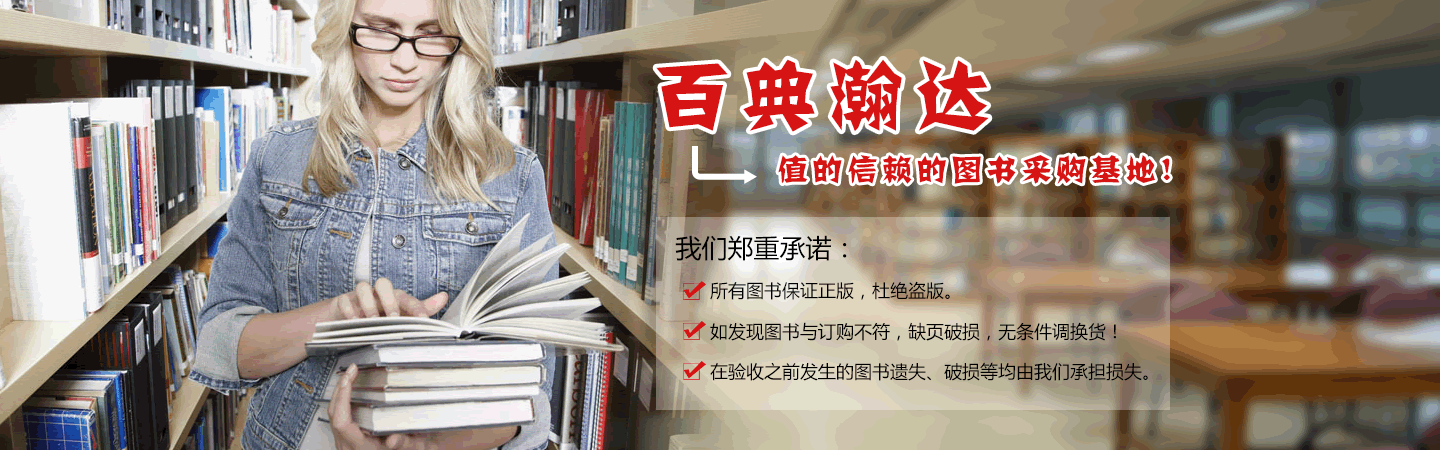 百典瀚达
值的信赖的图书采购基地!
我们郑重承诺：
所有图书保证正版，杜绝盗版。
如发现图书与订购不符，缺页破损，无条件调换货！
在验收之前发生的图书遗失、破损等均由我们承担损失。